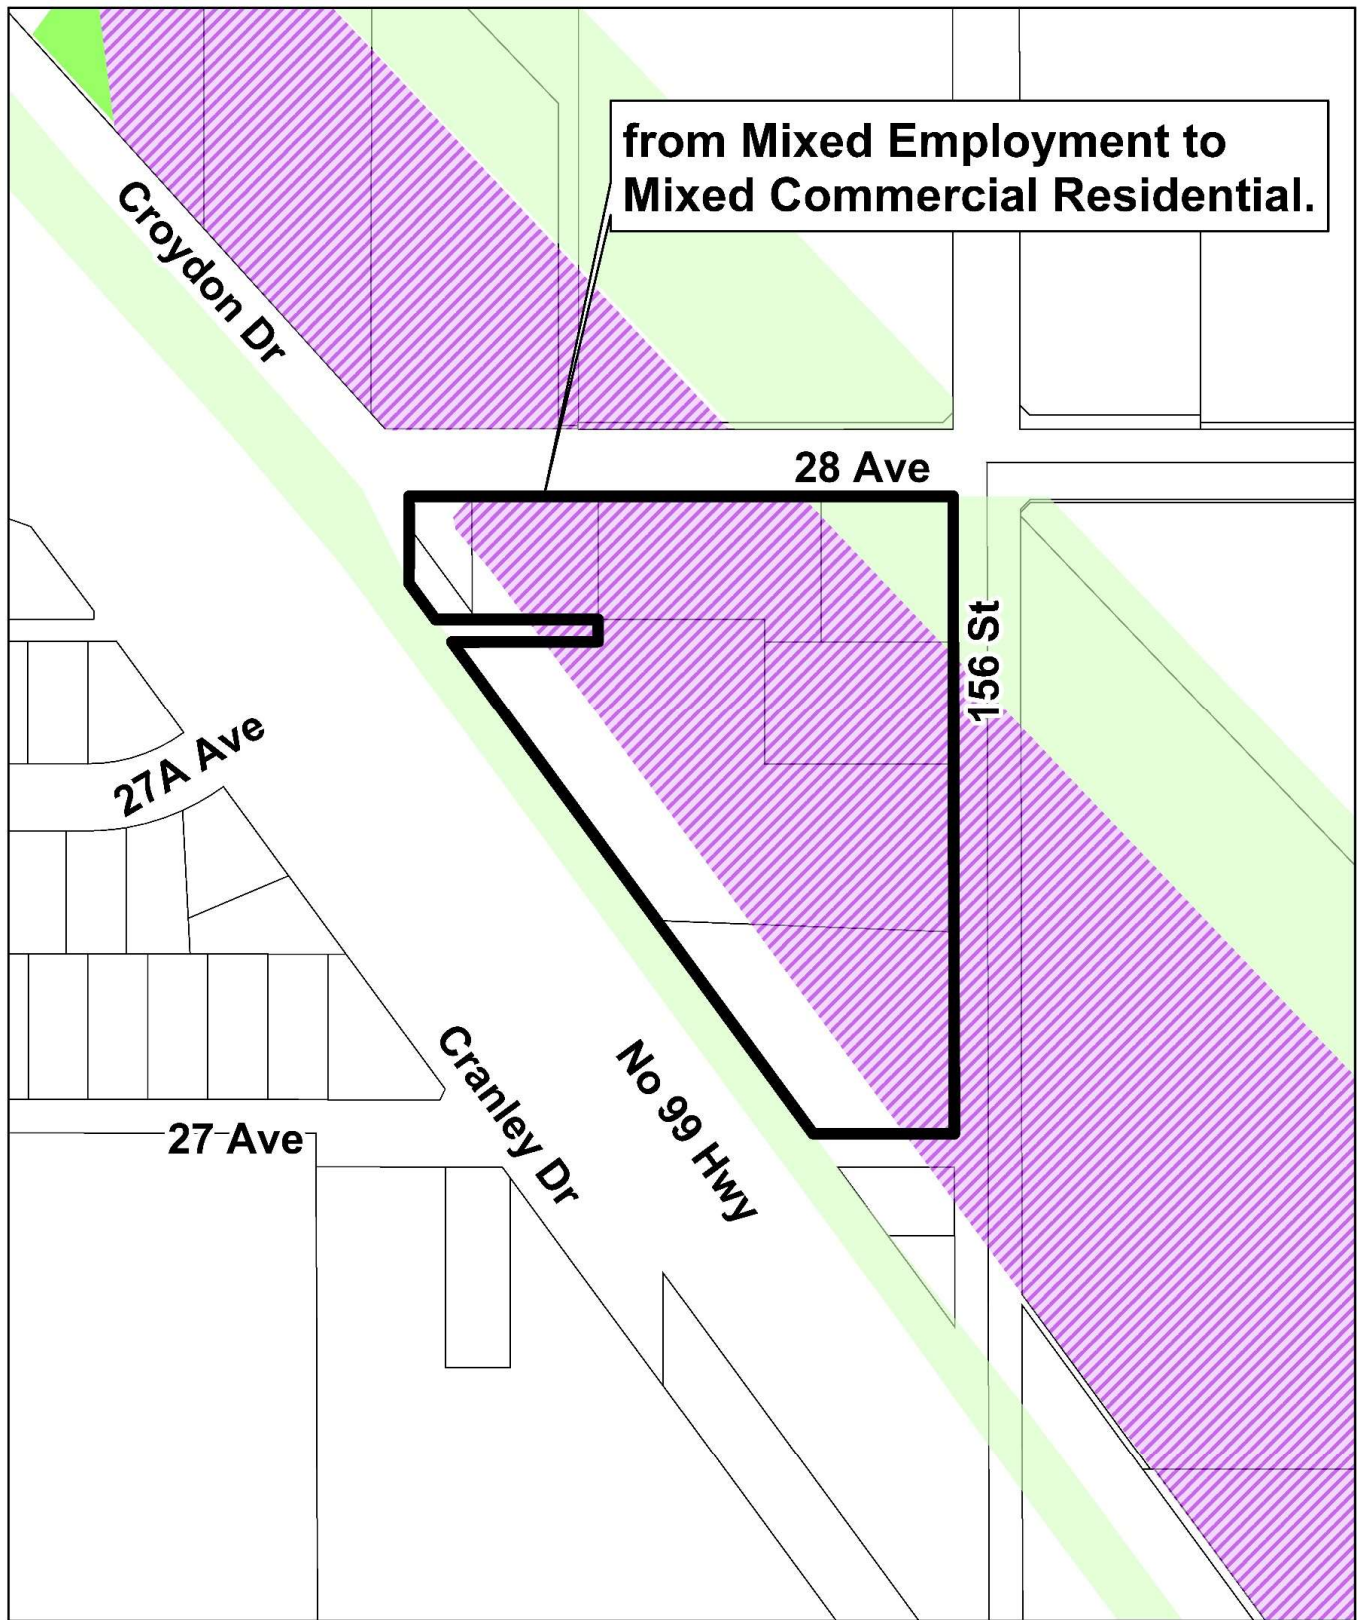 from Mixed Employment to
Mixed Commercial Residential.
Croydon Dr
28 Ave
156 St
27A Ave
Cranley Dr
No 99 Hwy
27 Ave